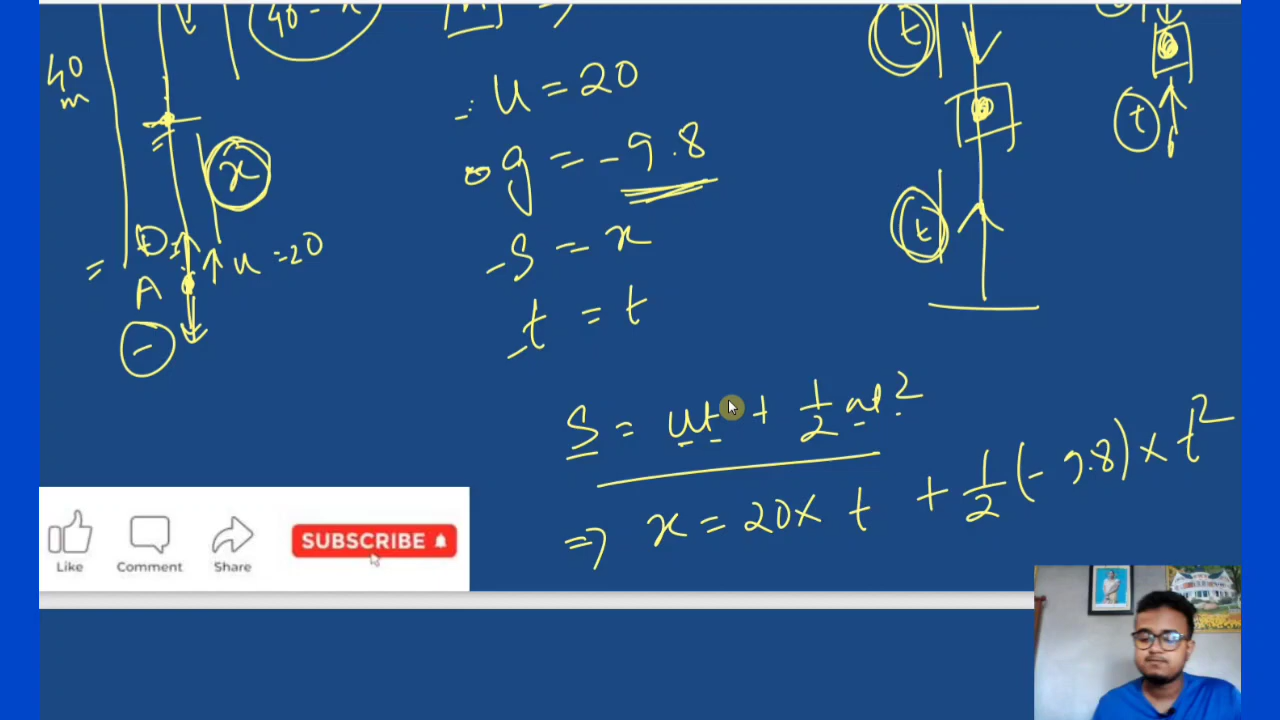 40 - x
40
m
x
D
A
↑ u = 20
-
u = 20
g = - 9.8
s = x
t = t
t
t
t
S = ut + 1/2 at²
⇒ x = 20 × t + 1/2 (- 9.8) × t²
Like
Comment
Share
SUBSCRIBE